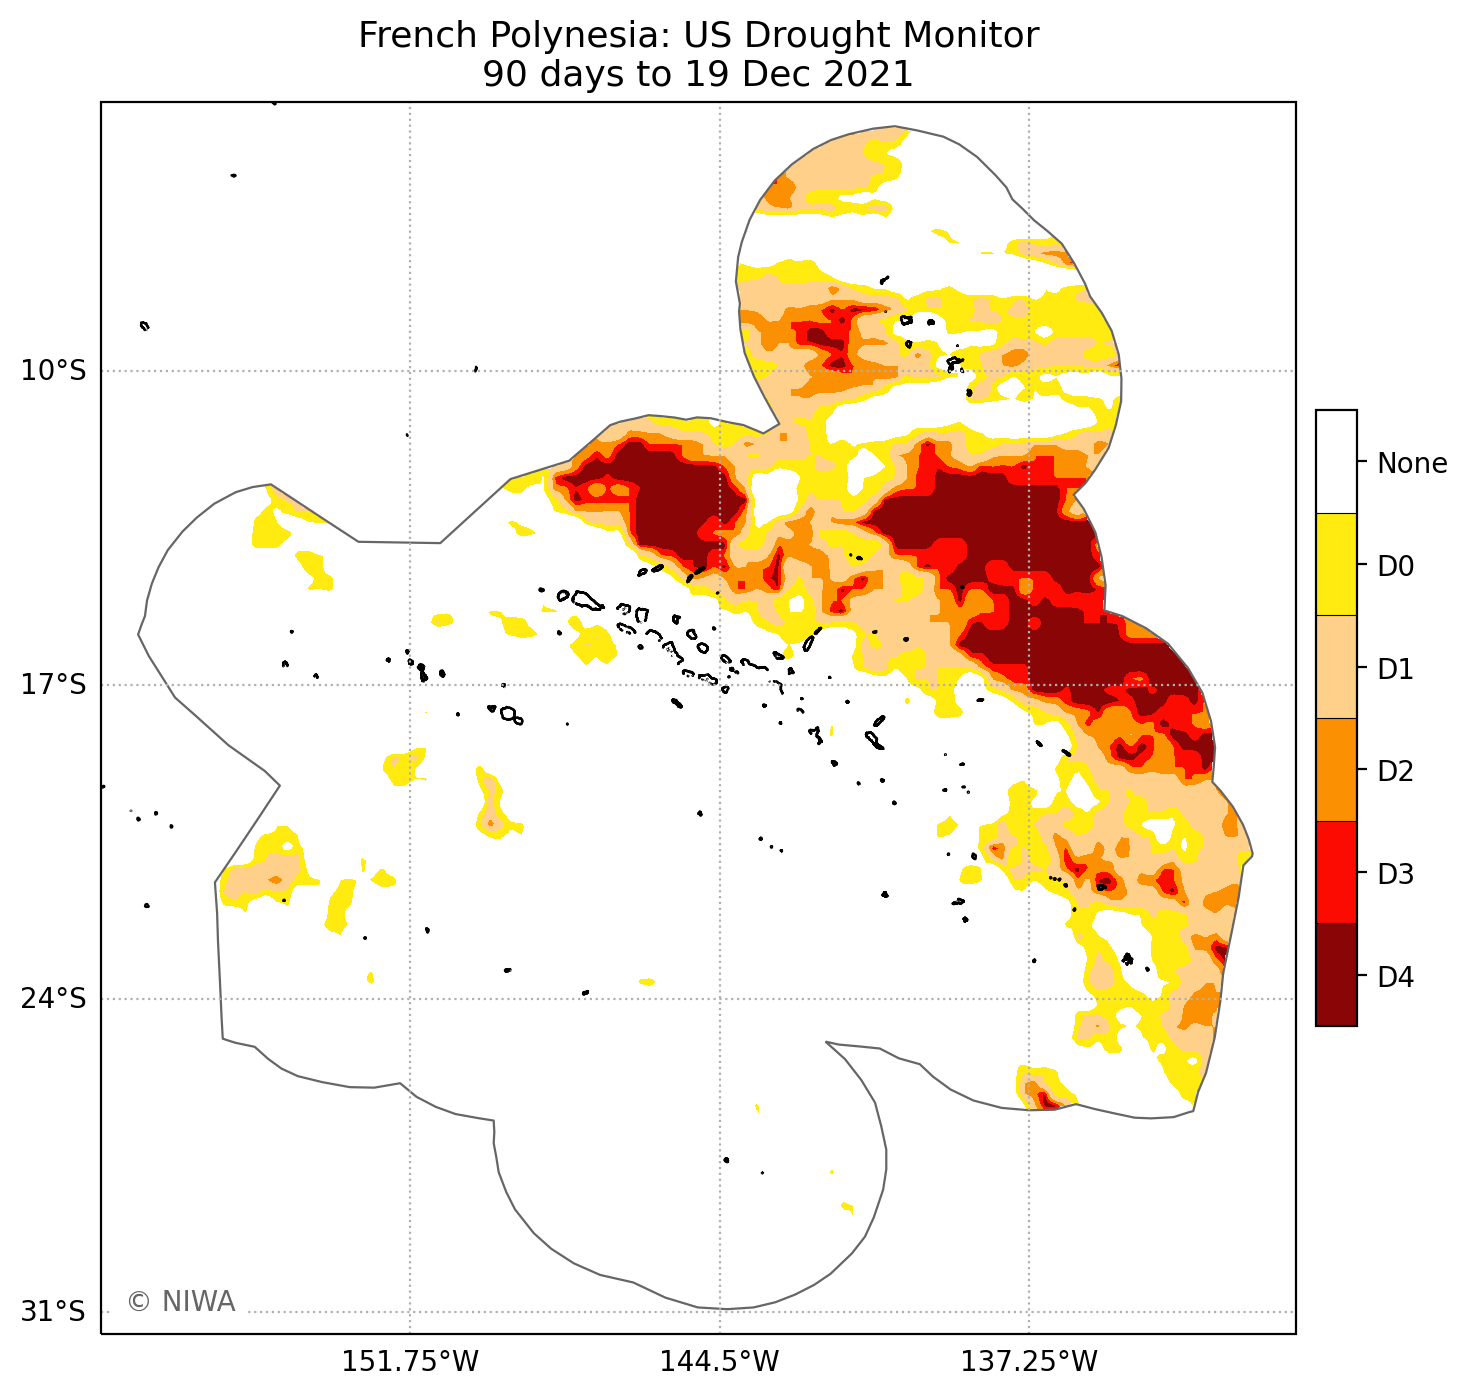 French Polynesia: US Drought Monitor
90 days to 19 Dec 2021
10°S
17°S
24°S
31°S
151.75°W
144.5°W
137.25°W
None
D0
D1
D2
D3
D4
© NIWA